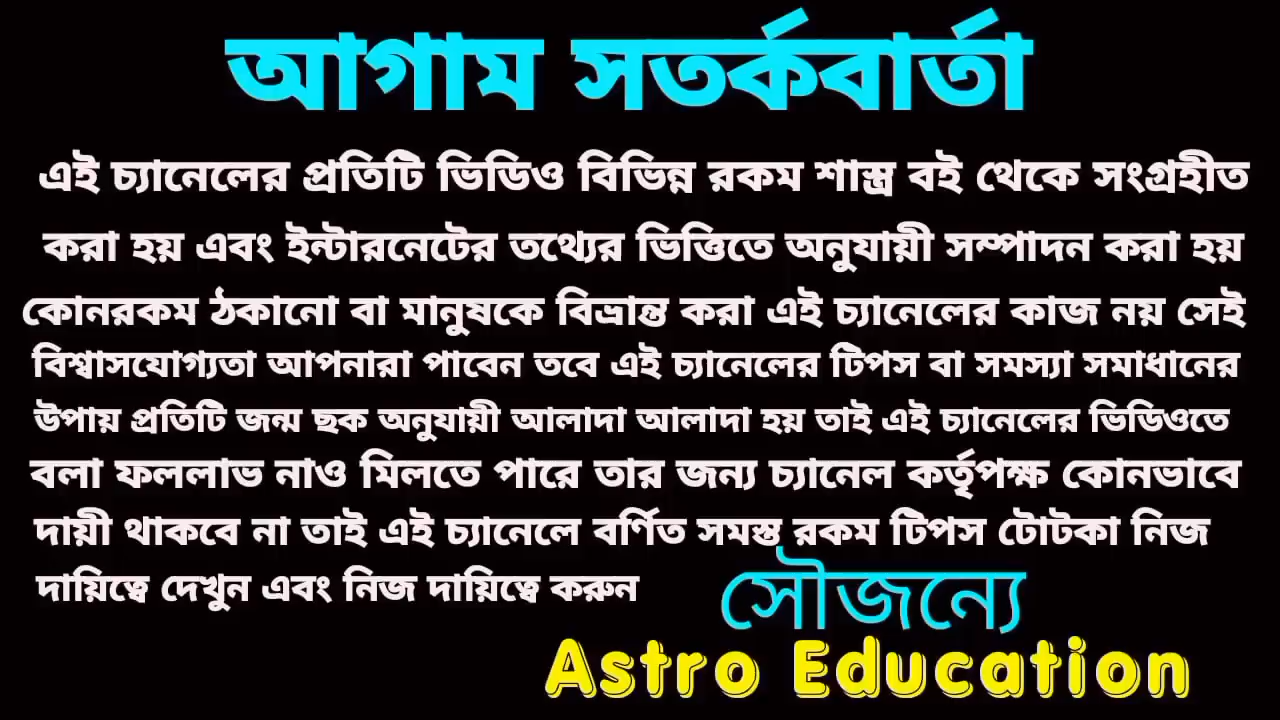 আগাম সতর্কবার্তা
এই চ্যানেলের প্রতিটি ভিডিও বিভিন্ন রকম শাস্ত্র বই থেকে সংগ্রহীত
করা হয় এবং ইন্টারনেটের তথ্যের ভিত্তিতে অনুযায়ী সম্পাদন করা হয়
কোনরকম ঠকানো বা মানুষকে বিভ্রান্ত করা এই চ্যানেলের কাজ নয় সেই
বিশ্বাসযোগ্যতা আপনারা পাবেন তবে এই চ্যানেলের টিপস বা সমস্যা সমাধানের
উপায় প্রতিটি জন্ম ছক অনুযায়ী আলাদা আলাদা হয় তাই এই চ্যানেলের ভিডিওতে
বলা ফললাভ নাও মিলতে পারে তার জন্য চ্যানেল কর্তৃপক্ষ কোনভাবে
দায়ী থাকবে না তাই এই চ্যানেলে বর্ণিত সমস্ত রকম টিপস টোটকা নিজ
দায়িত্বে দেখুন এবং নিজ দায়িত্বে করুন
সৌজন্যে
Astro Education